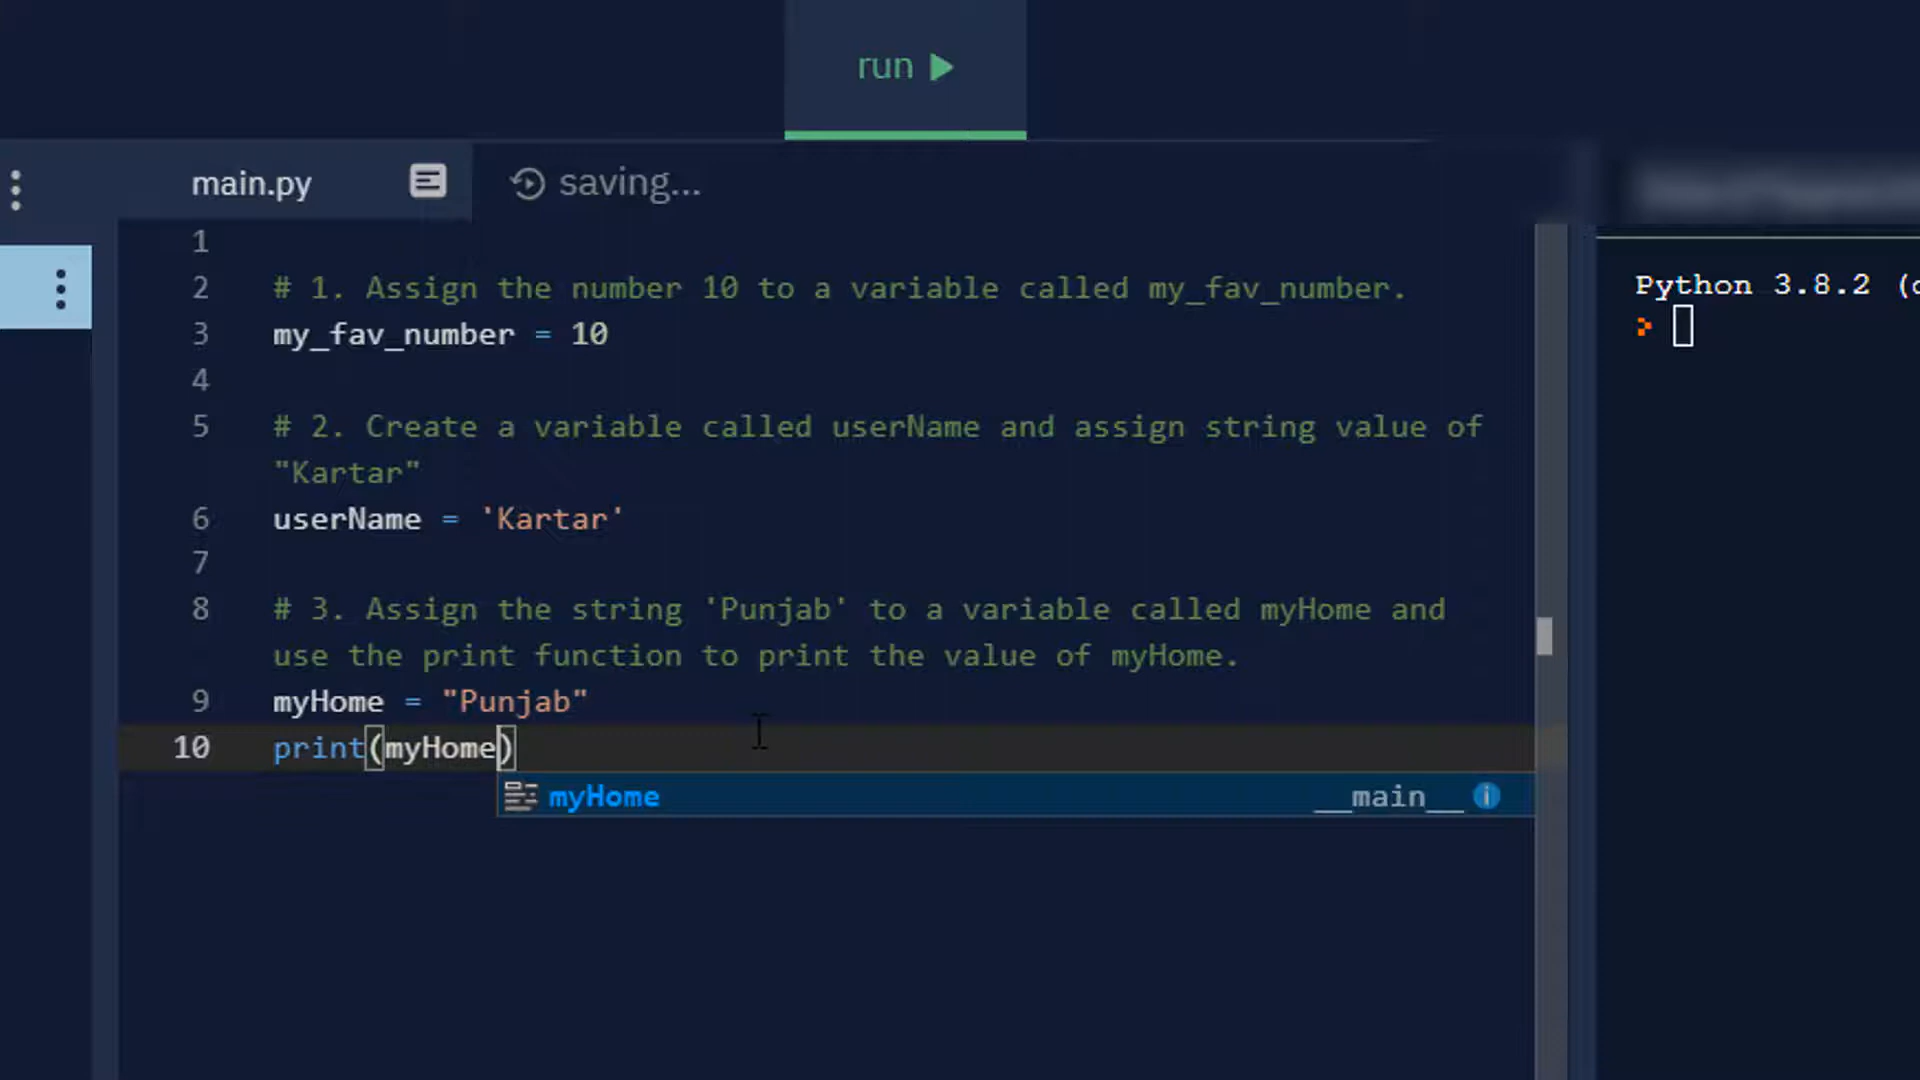 run
main.py
saving...
1
2 # 1. Assign the number 10 to a variable called my_fav_number.
3 my_fav_number = 10
4
5 # 2. Create a variable called userName and assign string value of
"Kartar"
6 userName = 'Kartar'
7
8 # 3. Assign the string 'Punjab' to a variable called myHome and
use the print function to print the value of myHome.
9 myHome = "Punjab"
10 print(myHome)
myHome __main__
Python 3.8.2 (
>